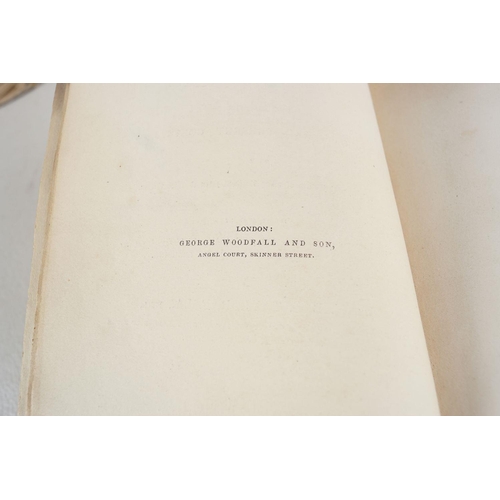 LONDON:
GEORGE WOODFALL AND SON,
ANGEL COURT, SKINNER STREET.